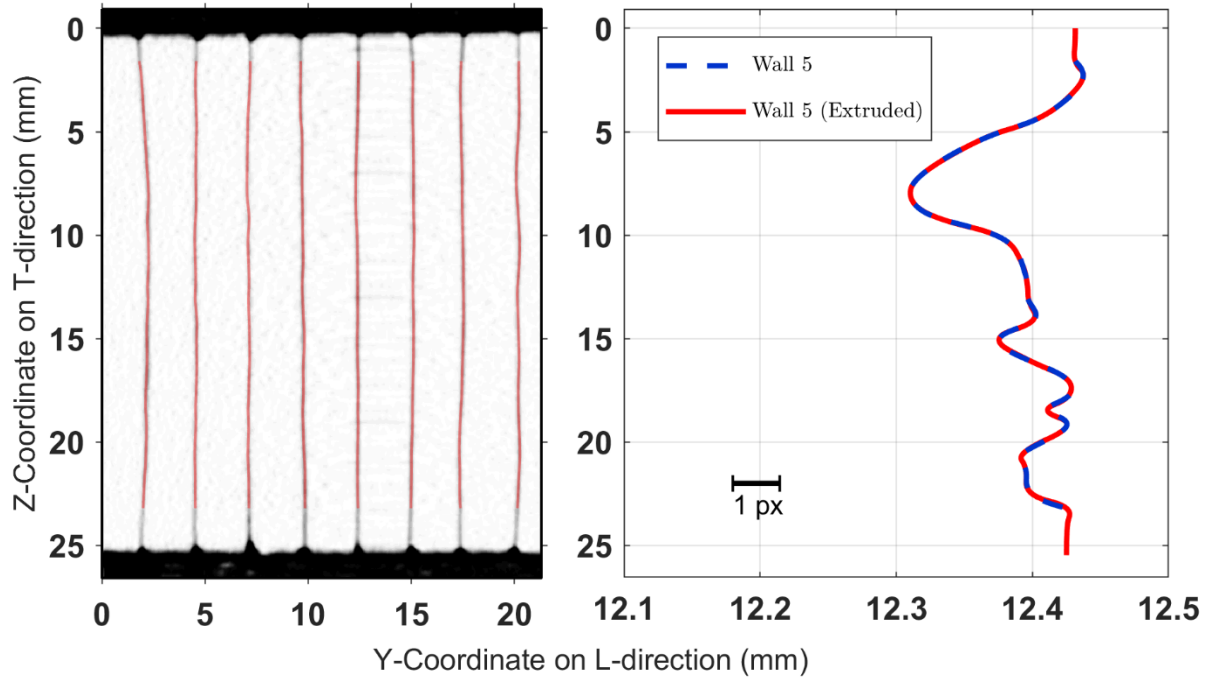 Z-Coordinate on T-direction (mm)
0
5
10
15
20
25
0 5 10 15 20
0
5
10
15
20
25
Wall 5
Wall 5 (Extruded)
1 px
12.1 12.2 12.3 12.4 12.5
Y-Coordinate on L-direction (mm)